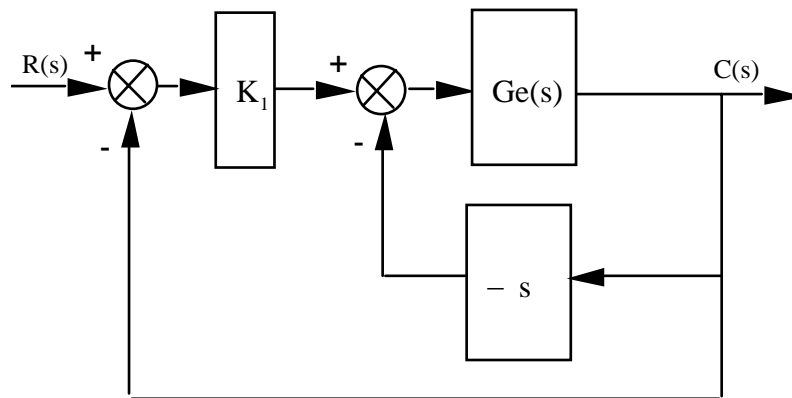 R(s)
+
-
K₁
+
-
Ge(s)
C(s)
– s